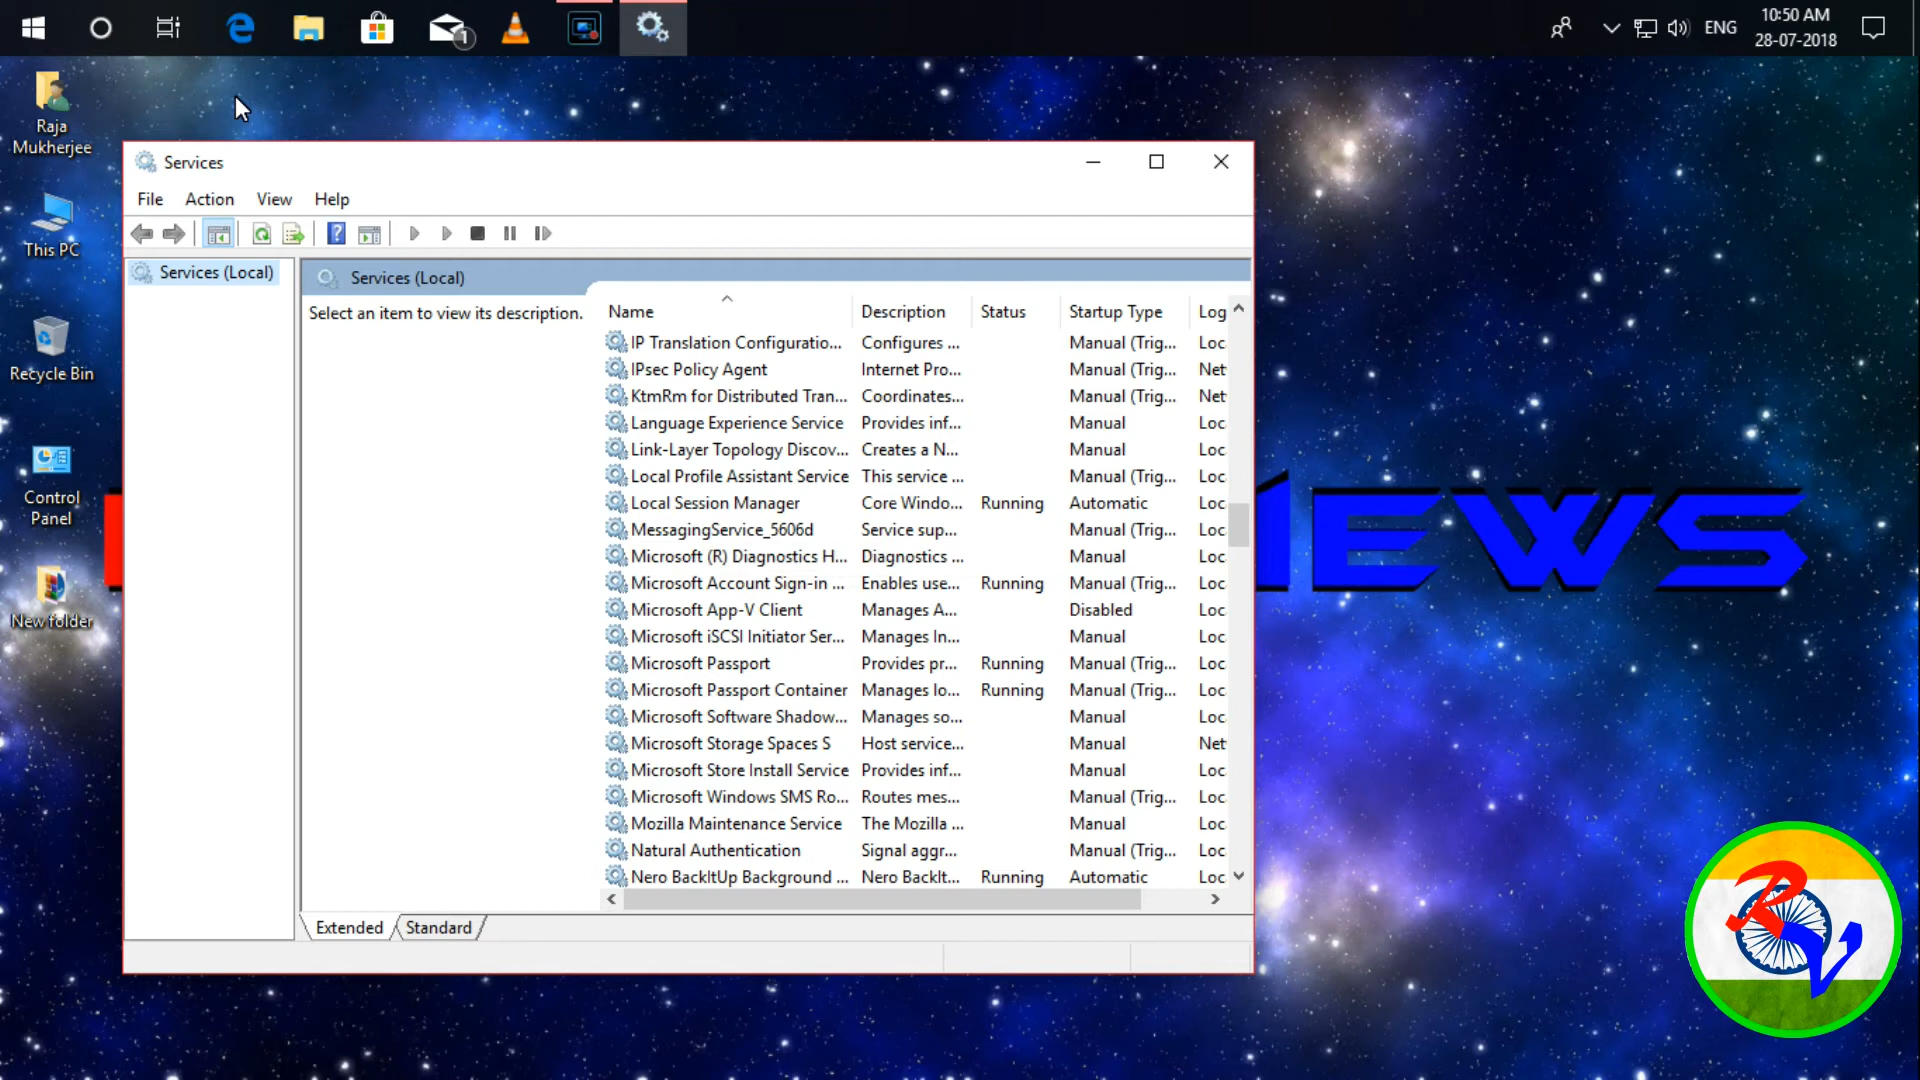 1
ENG
10:50 AM
28-07-2018
Raja
Mukherjee
This PC
Recycle Bin
Control
Panel
New folder
Services
File Action View Help
Services (Local)
Services (Local)
Select an item to view its description.
Name Description Status Startup Type Log
IP Translation Configuratio... Configures ... Manual (Trig... Loc
IPsec Policy Agent Internet Pro... Manual (Trig... Net
KtmRm for Distributed Tran... Coordinates... Manual (Trig... Net
Language Experience Service Provides inf... Manual Loc
Link-Layer Topology Discov... Creates a N... Manual Loc
Local Profile Assistant Service This service ... Manual (Trig... Loc
Local Session Manager Core Windo... Running Automatic Loc
MessagingService_5606d Service sup... Manual (Trig... Loc
Microsoft (R) Diagnostics H... Diagnostics ... Manual Loc
Microsoft Account Sign-in ... Enables use... Running Manual (Trig... Loc
Microsoft App-V Client Manages A... Disabled Loc
Microsoft iSCSI Initiator Ser... Manages In... Manual Loc
Microsoft Passport Provides pr... Running Manual (Trig... Loc
Microsoft Passport Container Manages lo... Running Manual (Trig... Loc
Microsoft Software Shadow... Manages so... Manual Loc
Microsoft Storage Spaces S Host service... Manual Net
Microsoft Store Install Service Provides inf... Manual Loc
Microsoft Windows SMS Ro... Routes mes... Manual (Trig... Loc
Mozilla Maintenance Service The Mozilla ... Manual Loc
Natural Authentication Signal aggr... Manual (Trig... Loc
Nero BackItUp Background ... Nero BackIt... Running Automatic Loc
Extended Standard
EWS
RV